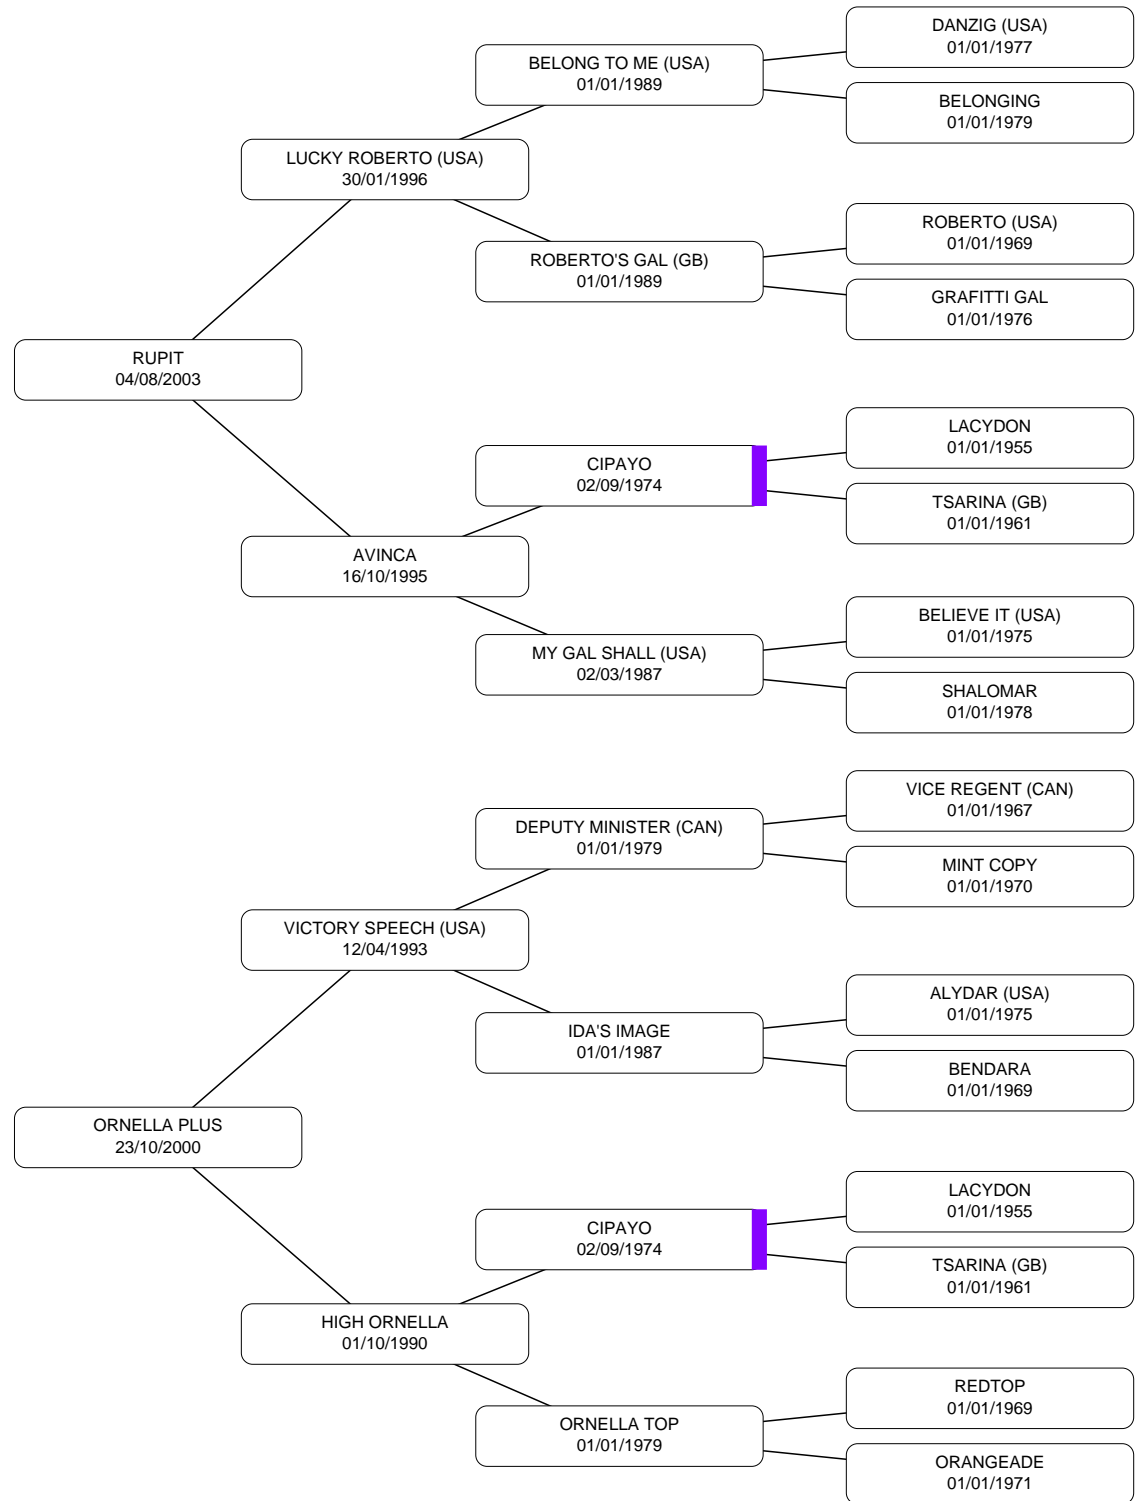 DANZIG (USA)
01/01/1977
BELONG TO ME (USA)
01/01/1989
BELONGING
01/01/1979
LUCKY ROBERTO (USA)
30/01/1996
ROBERTO (USA)
01/01/1969
ROBERTO'S GAL (GB)
01/01/1989
GRAFITTI GAL
01/01/1976
RUPIT
04/08/2003
LACYDON
01/01/1955
CIPAYO
02/09/1974
TSARINA (GB)
01/01/1961
AVINCA
16/10/1995
BELIEVE IT (USA)
01/01/1975
MY GAL SHALL (USA)
02/03/1987
SHALOMAR
01/01/1978
VICE REGENT (CAN)
01/01/1967
DEPUTY MINISTER (CAN)
01/01/1979
MINT COPY
01/01/1970
VICTORY SPEECH (USA)
12/04/1993
ALYDAR (USA)
01/01/1975
IDA'S IMAGE
01/01/1987
BENDARA
01/01/1969
ORNELLA PLUS
23/10/2000
LACYDON
01/01/1955
CIPAYO
02/09/1974
TSARINA (GB)
01/01/1961
HIGH ORNELLA
01/10/1990
REDTOP
01/01/1969
ORNELLA TOP
01/01/1979
ORANGEADE
01/01/1971